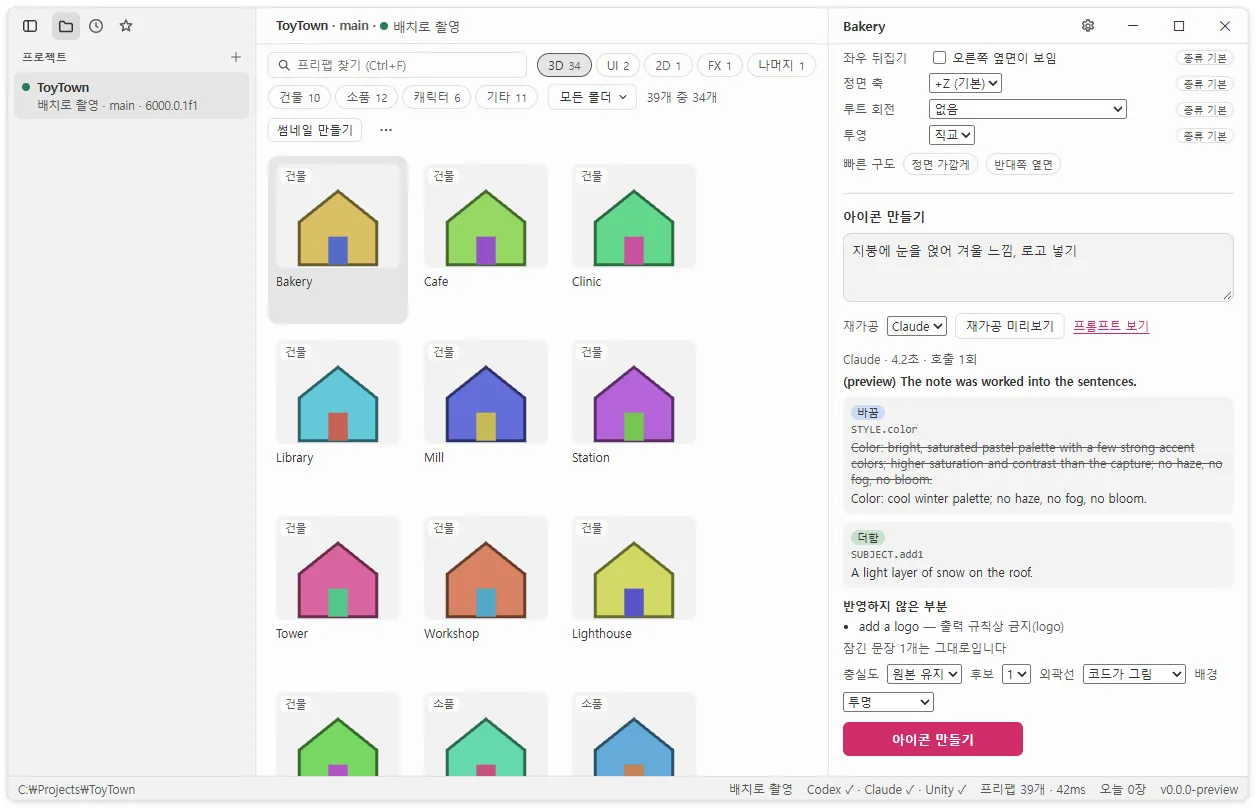 ToyTown · main · 배치로 촬영
Bakery
프로젝트
ToyTown
배치로 촬영 · main · 6000.0.1f1
프리팹 찾기 (Ctrl+F)
3D 34
UI 2
2D 1
FX 1
나머지 1
건물 10
소품 12
캐릭터 6
기타 11
모든 폴더
39개 중 34개
썸네일 만들기
건물
건물
건물
Bakery
Cafe
Clinic
건물
건물
건물
Library
Mill
Station
건물
건물
건물
Tower
Workshop
Lighthouse
건물
소품
소품
좌우 뒤집기
오른쪽 옆면이 보임
종류 기본
정면 축
+Z (기본)
종류 기본
루트 회전
없음
종류 기본
투영
직교
종류 기본
빠른 구도
정면 가깝게
반대쪽 옆면
아이콘 만들기
지붕에 눈을 얹어 겨울 느낌, 로고 넣기
재가공
Claude
재가공 미리보기
프롬프트 보기
Claude · 4.2초 · 호출 1회
(preview) The note was worked into the sentences.
바꿈
STYLE.color
Color: bright, saturated pastel palette with a few strong accent
colors; higher saturation and contrast than the capture; no haze, no
fog, no bloom.
Color: cool winter palette; no haze, no fog, no bloom.
더함
SUBJECT.add1
A light layer of snow on the roof.
반영하지 않은 부분
• add a logo — 출력 규칙상 금지(logo)
잠긴 문장 1개는 그대로입니다
충실도
원본 유지
후보
1
외곽선
코드가 그림
배경
투명
아이콘 만들기
C:₩Projects₩ToyTown
배치로 촬영
Codex ✓ · Claude ✓ · Unity ✓
프리팹 39개 · 42ms
오늘 0장
v0.0.0-preview